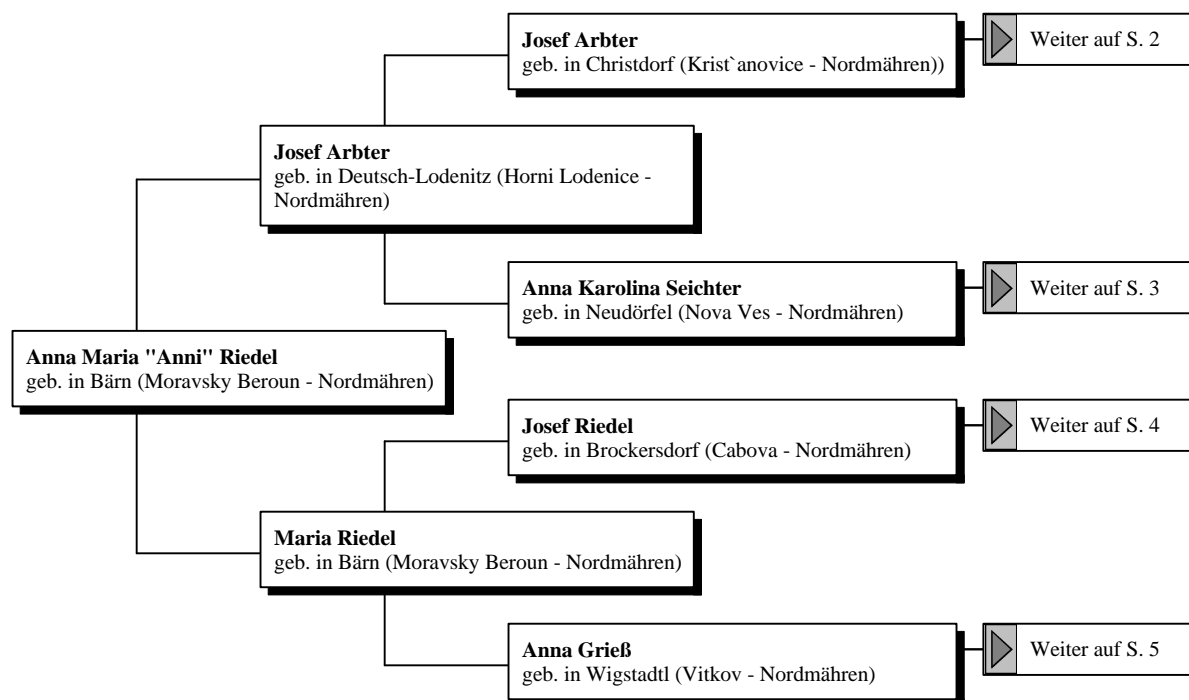 Josef Arbter
geb. in Christdorf (Krist`anovice - Nordmähren))
Weiter auf S. 2
Josef Arbter
geb. in Deutsch-Lodenitz (Horni Lodenice -
Nordmähren)
Anna Karolina Seichter
geb. in Neudörfel (Nova Ves - Nordmähren)
Weiter auf S. 3
Anna Maria "Anni" Riedel
geb. in Bärn (Moravsky Beroun - Nordmähren)
Josef Riedel
geb. in Brockersdorf (Cabova - Nordmähren)
Weiter auf S. 4
Maria Riedel
geb. in Bärn (Moravsky Beroun - Nordmähren)
Anna Grieß
geb. in Wigstadtl (Vitkov - Nordmähren)
Weiter auf S. 5